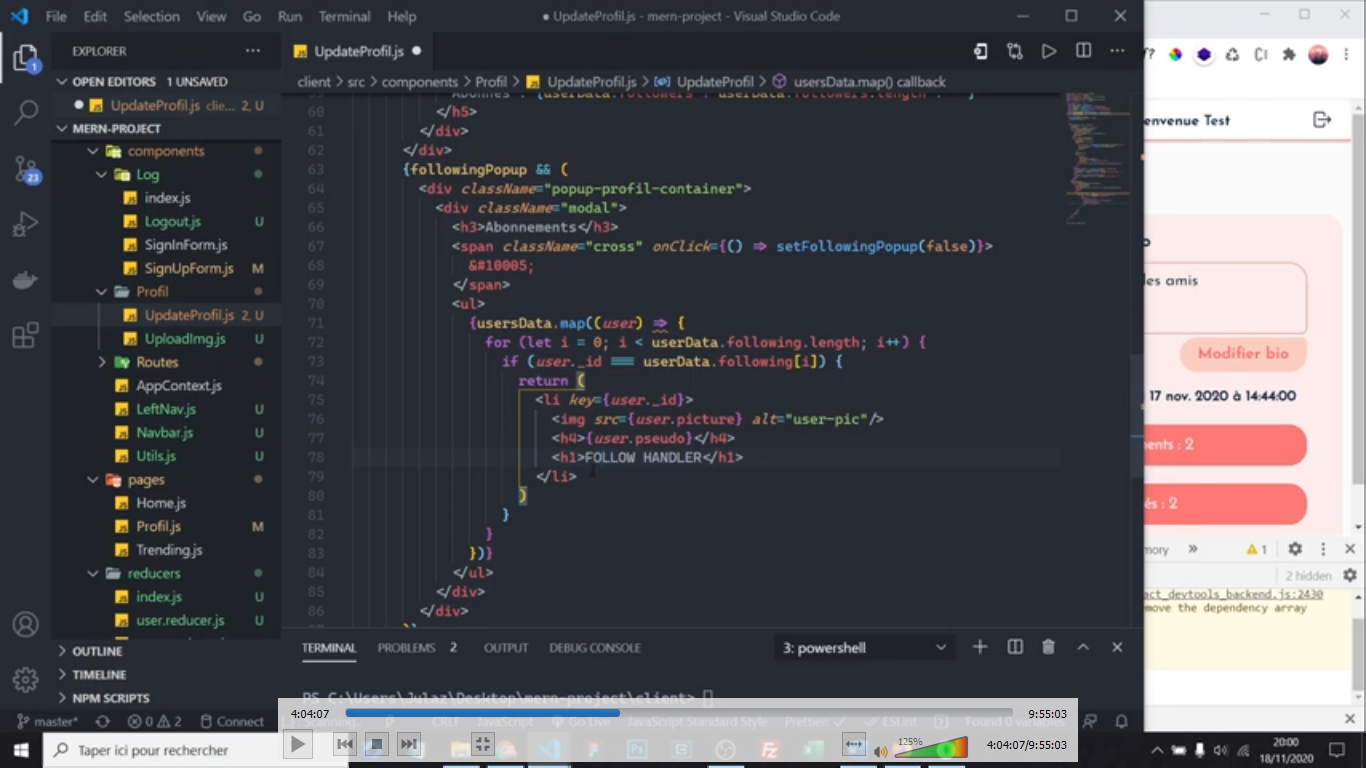 File Edit Selection View Go Run Terminal Help
● UpdateProfil.js - mern-project - Visual Studio Code
EXPLORER
OPEN EDITORS 1 UNSAVED
UpdateProfil.js clie... 2, U
MERN-PROJECT
components
Log
index.js
Logout.js U
SignInForm.js
SignUpForm.js M
Profil
UpdateProfil.js 2, U
UploadImg.js U
Routes
AppContext.js
LeftNav.js U
Navbar.js U
Utils.js U
pages
Home.js
Profil.js M
Trending.js
reducers
index.js U
user.reducer.js U
OUTLINE
TIMELINE
NPM SCRIPTS
UpdateProfil.js ●
client > src > components > Profil > UpdateProfil.js > UpdateProfil > usersData.map() callback
60 </h5>
61 </div>
62 </div>
63 {followingPopup && (
64 <div className="popup-profil-container">
65 <div className="modal">
66 <h3>Abonnements</h3>
67 <span className="cross" onClick={() => setFollowingPopup(false)}>
68 &#10005;
69 </span>
70 <ul>
71 {usersData.map((user) => {
72 for (let i = 0; i < userData.following.length; i++) {
73 if (user._id === userData.following[i]) {
74 return (
75 <li key={user._id}>
76 <img src={user.picture} alt="user-pic"/>
77 <h4>{user.pseudo}</h4>
78 <h1>FOLLOW HANDLER</h1>
79 </li>
80 )
81 }
82 }
83 })}
84 </ul>
85 </div>
86 </div>
TERMINAL PROBLEMS 2 OUTPUT DEBUG CONSOLE 3: powershell
PS C:\Users\Julaz\Desktop\mern-project\client>
master* 0 2 Connect
CRLF JavaScript Go Live JavaScript Standard Style Prettier: ✓ ESLint Found 0 variables
4:04:07 9:55:03
125%
4:04:07/9:55:03
Taper ici pour rechercher
20:00
18/11/2020
envenue Test
o
les amis
Modifier bio
17 nov. 2020 à 14:44:00
ents : 2
és : 2
mory » 1
2 hidden
act_devtools_backend.js:2430
move the dependency array